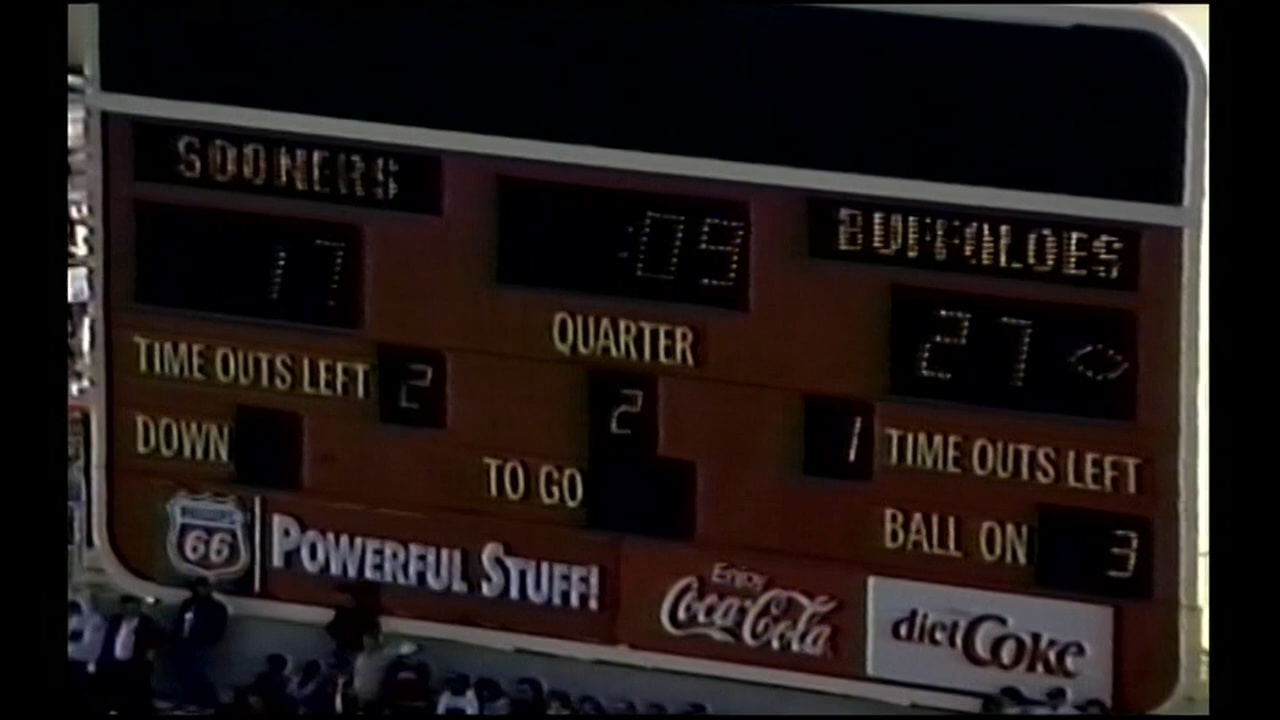 SOONERS
:09
BUFFALOES
17
27
QUARTER
2
TIME OUTS LEFT 2
1 TIME OUTS LEFT
DOWN
TO GO
BALL ON 3
PHILLIPS
66
POWERFUL STUFF!
Enjoy
Coca-Cola
diet Coke